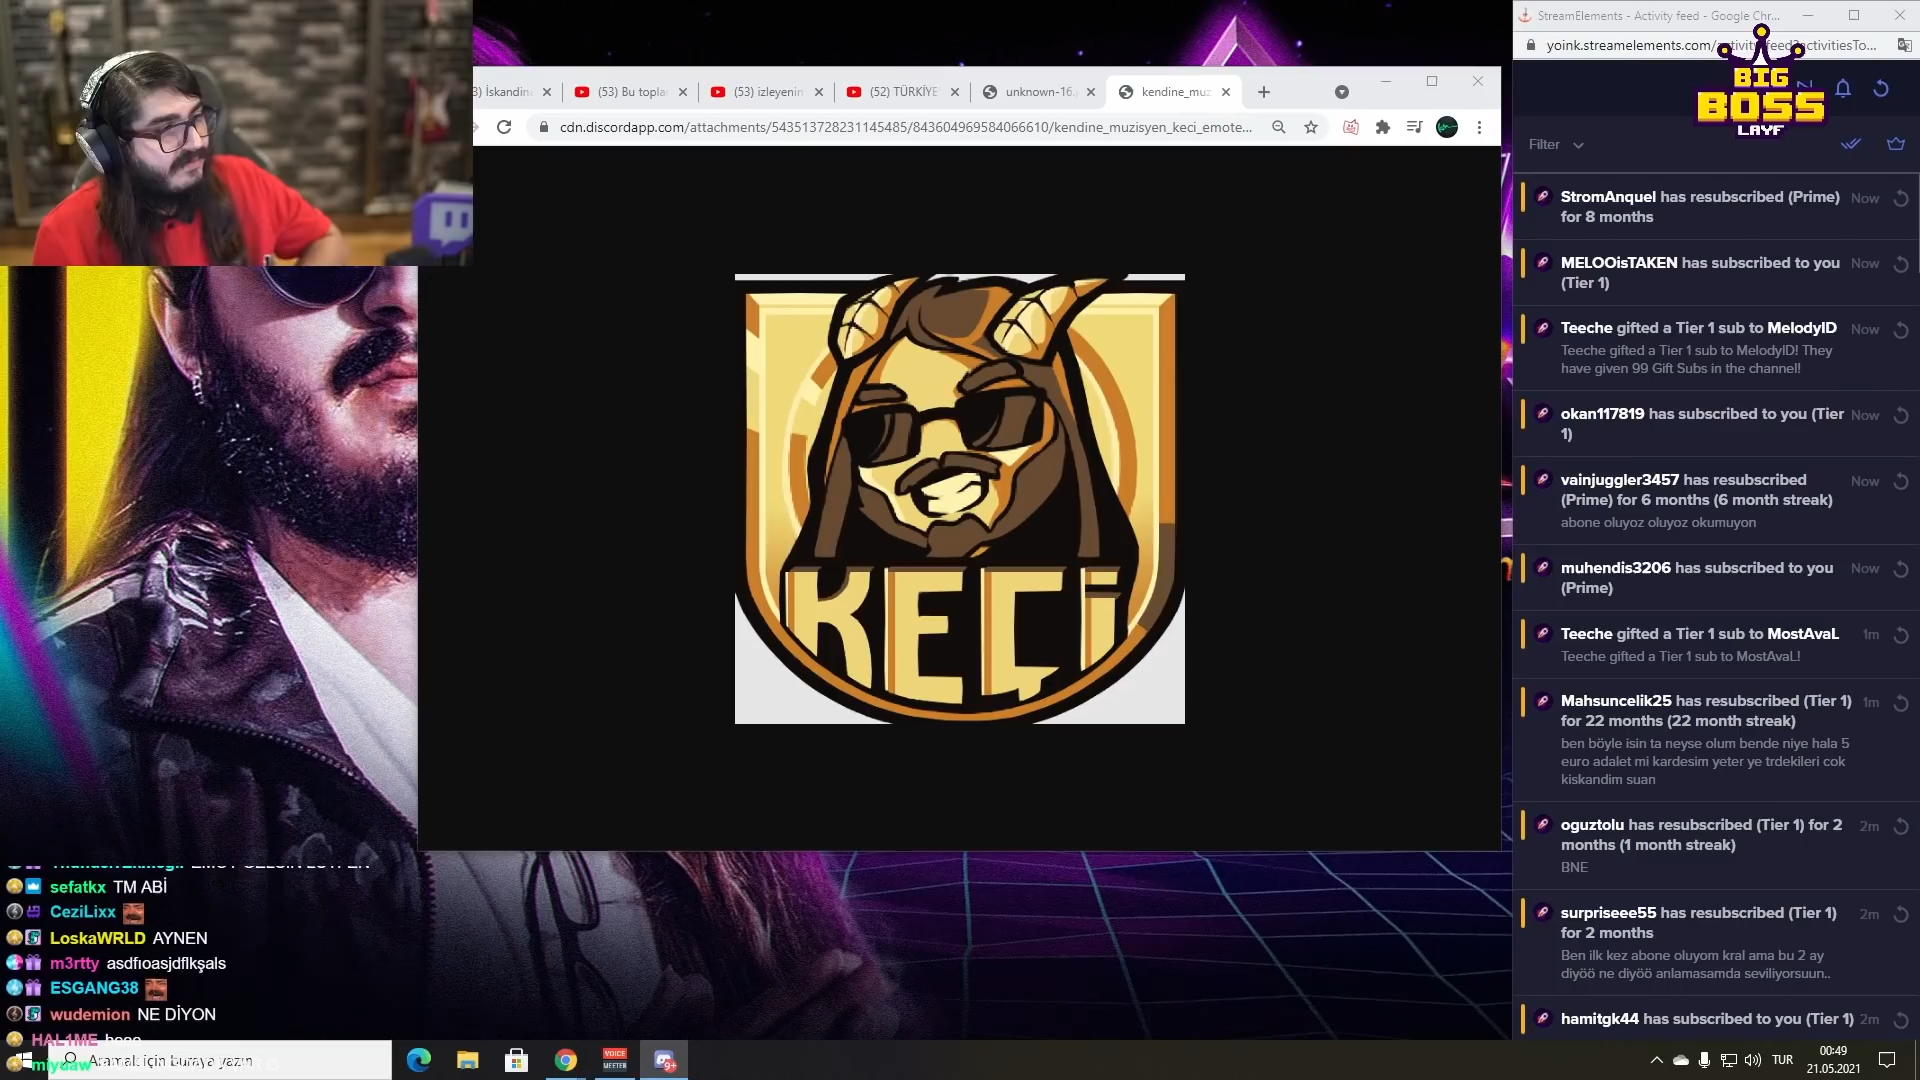 StreamElements - Activity feed - Google Chr...
yoink.streamelements.com/
BIG
BOSS
LAYF
(53) Bu topla
(53) izleyenin
(52) TÜRKİYE
unknown-16.
kendine_muz
cdn.discordapp.com/attachments/543513728231145485/843604969584066610/kendine_muzisyen_keci_emote...
Filter
StromAnquel has resubscribed (Prime) Now
for 8 months
MELOOisTAKEN has subscribed to you Now
(Tier 1)
Teeche gifted a Tier 1 sub to MelodyID Now
Teeche gifted a Tier 1 sub to MelodyID! They
have given 99 Gift Subs in the channel!
okan117819 has subscribed to you (Tier Now
1)
vainjuggler3457 has resubscribed Now
(Prime) for 6 months (6 month streak)
abone oluyoz oluyoz okumuyon
muhendis3206 has subscribed to you Now
(Prime)
Teeche gifted a Tier 1 sub to MostAvaL 1m
Teeche gifted a Tier 1 sub to MostAvaL!
Mahsuncelik25 has resubscribed (Tier 1) 1m
for 22 months (22 month streak)
ben böyle isin ta neyse olum bende niye hala 5
euro adalet mi kardesim yeter ye trdekileri cok
kiskandim suan
oguztolu has resubscribed (Tier 1) for 2 2m
months (1 month streak)
BNE
surpriseee55 has resubscribed (Tier 1) 2m
for 2 months
Ben ilk kez abone oluyom kral ama bu 2 ay
diyöö ne diyöö anlamasamda seviliyorsuun..
hamitgk44 has subscribed to you (Tier 1) 2m
KEÇİ
sefatkx TM ABİ
CeziLixx
LoskaWRLD AYNEN
m3rtty asdfıoasjdflkşals
ESGANG38
wudemion NE DİYON
HAL1ME
miyuaw
Aramak için buraya yazın
VOICE
MEETER
9+
TUR
00:49
21.05.2021